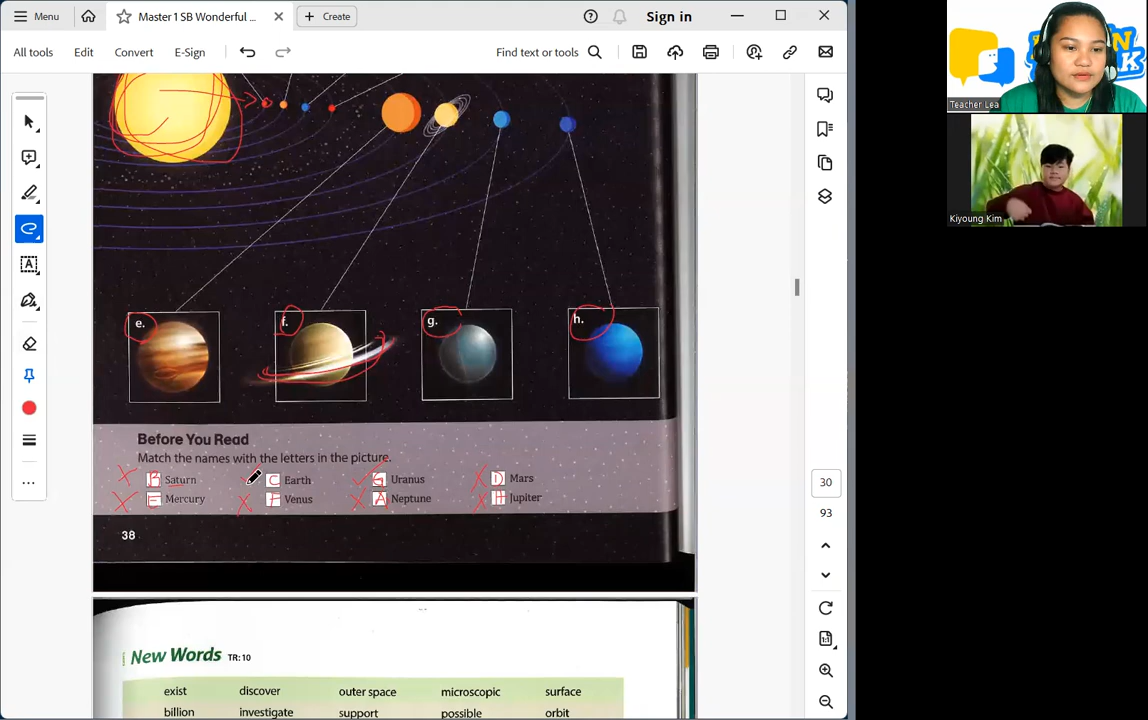 Menu
Master 1 SB Wonderful ...
Create
Sign in
All tools
Edit
Convert
E-Sign
Find text or tools
Teacher Lea
Kiyoung Kim
e.
f.
g.
h.
Before You Read
Match the names with the letters in the picture.
B Saturn
C Earth
G Uranus
D Mars
E Mercury
F Venus
A Neptune
H Jupiter
38
30
93
New Words TR: 10
exist discover outer space microscopic surface
billion investigate support possible orbit